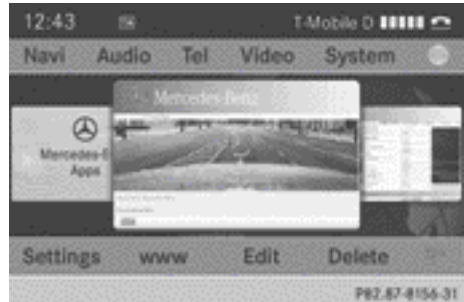 12:43 T-Mobile D
Navi Audio Tel Video System
Mercedes-Benz
Mercedes-B
Apps
Settings www Edit Delete
P82.87-8156-31